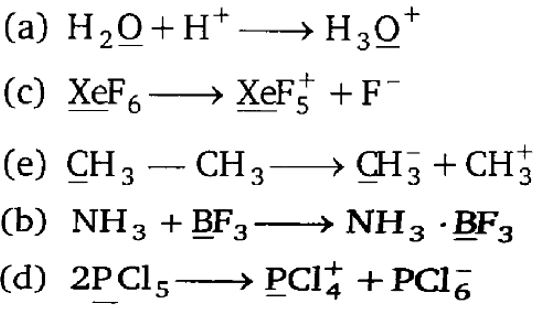 (a) H₂O + H⁺ ⟶ H₃O⁺
(c) XeF₆ ⟶ XeF₅⁺ + F⁻
(e) CH₃ — CH₃ ⟶ CH₃⁻ + CH₃⁺
(b) NH₃ + BF₃ ⟶ NH₃ · BF₃
(d) 2PCl₅ ⟶ PCl₄⁺ + PCl₆⁻